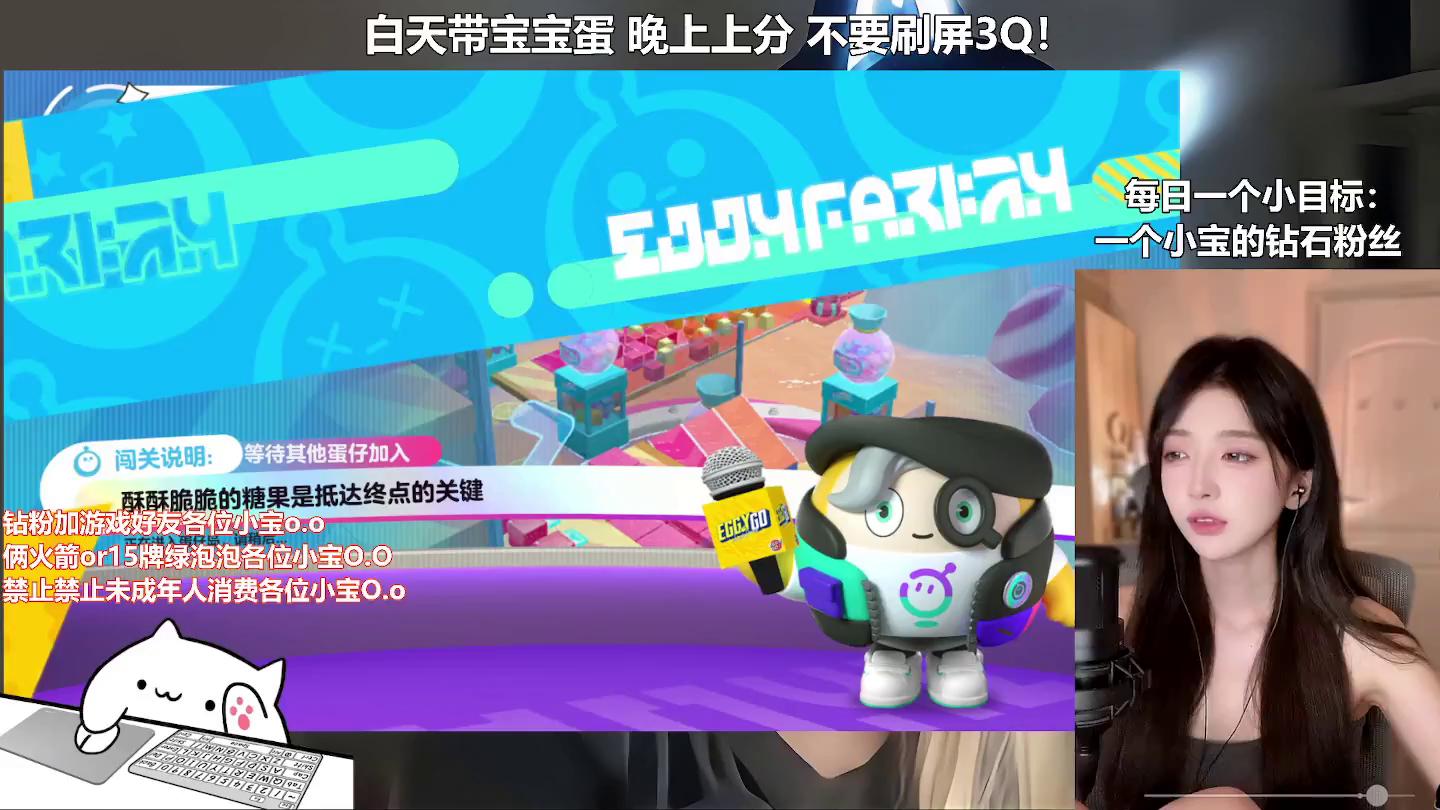 白天带宝宝蛋 晚上上分 不要刷屏3Q!
EGGY PARTY
每日一个小目标:
一个小宝的钻石粉丝
闯关说明:
等待其他蛋仔加入
酥酥脆脆的糖果是抵达终点的关键
EGGY GO
钻粉加游戏好友各位小宝o.o
俩火箭or15牌绿泡泡各位小宝O.O
禁止禁止未成年人消费各位小宝O.o